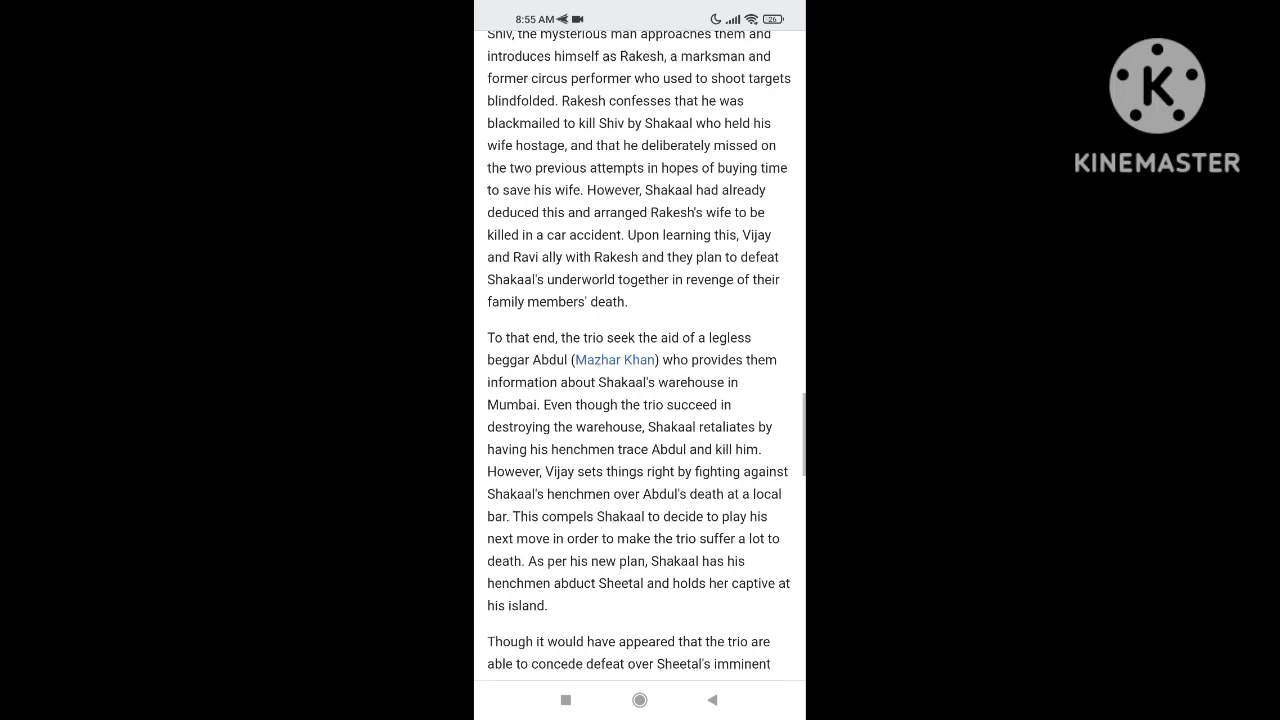 8:55 AM
26
Shiv, the mysterious man approaches them and
introduces himself as Rakesh, a marksman and
former circus performer who used to shoot targets
blindfolded. Rakesh confesses that he was
blackmailed to kill Shiv by Shakaal who held his
wife hostage, and that he deliberately missed on
the two previous attempts in hopes of buying time
to save his wife. However, Shakaal had already
deduced this and arranged Rakesh's wife to be
killed in a car accident. Upon learning this, Vijay
and Ravi ally with Rakesh and they plan to defeat
Shakaal's underworld together in revenge of their
family members' death.
To that end, the trio seek the aid of a legless
beggar Abdul (Mazhar Khan) who provides them
information about Shakaal's warehouse in
Mumbai. Even though the trio succeed in
destroying the warehouse, Shakaal retaliates by
having his henchmen trace Abdul and kill him.
However, Vijay sets things right by fighting against
Shakaal's henchmen over Abdul's death at a local
bar. This compels Shakaal to decide to play his
next move in order to make the trio suffer a lot to
death. As per his new plan, Shakaal has his
henchmen abduct Sheetal and holds her captive at
his island.
Though it would have appeared that the trio are
able to concede defeat over Sheetal's imminent
K
KINEMASTER